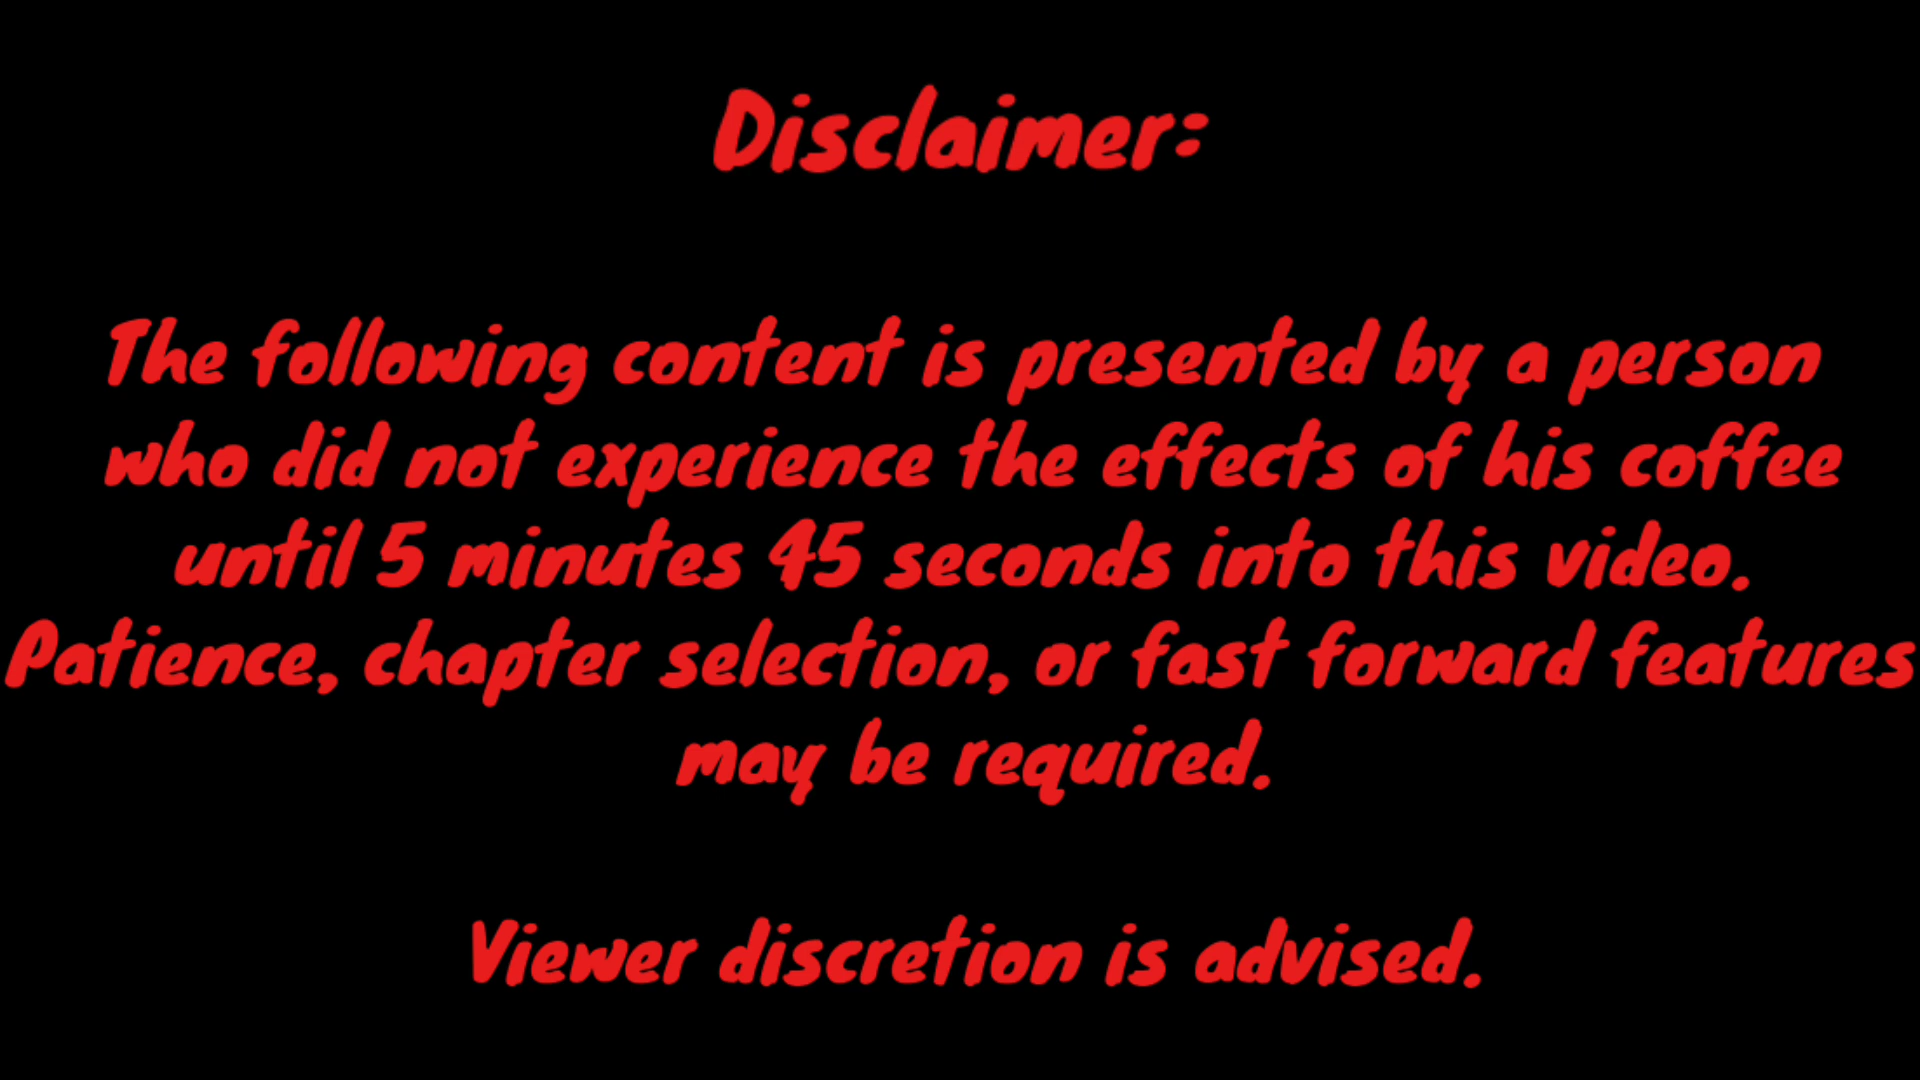 Disclaimer:
The following content is presented by a person
who did not experience the effects of his coffee
until 5 minutes 45 seconds into this video.
Patience, chapter selection, or fast forward features
may be required.
Viewer discretion is advised.